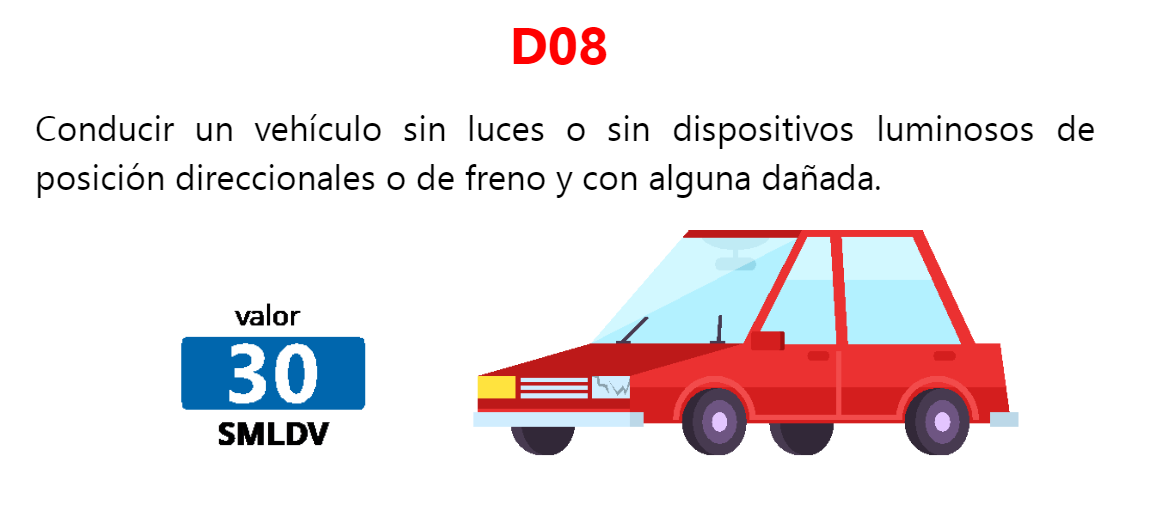 D08
Conducir un vehículo sin luces o sin dispositivos luminosos de
posición direccionales o de freno y con alguna dañada.
valor
30
SMLDV